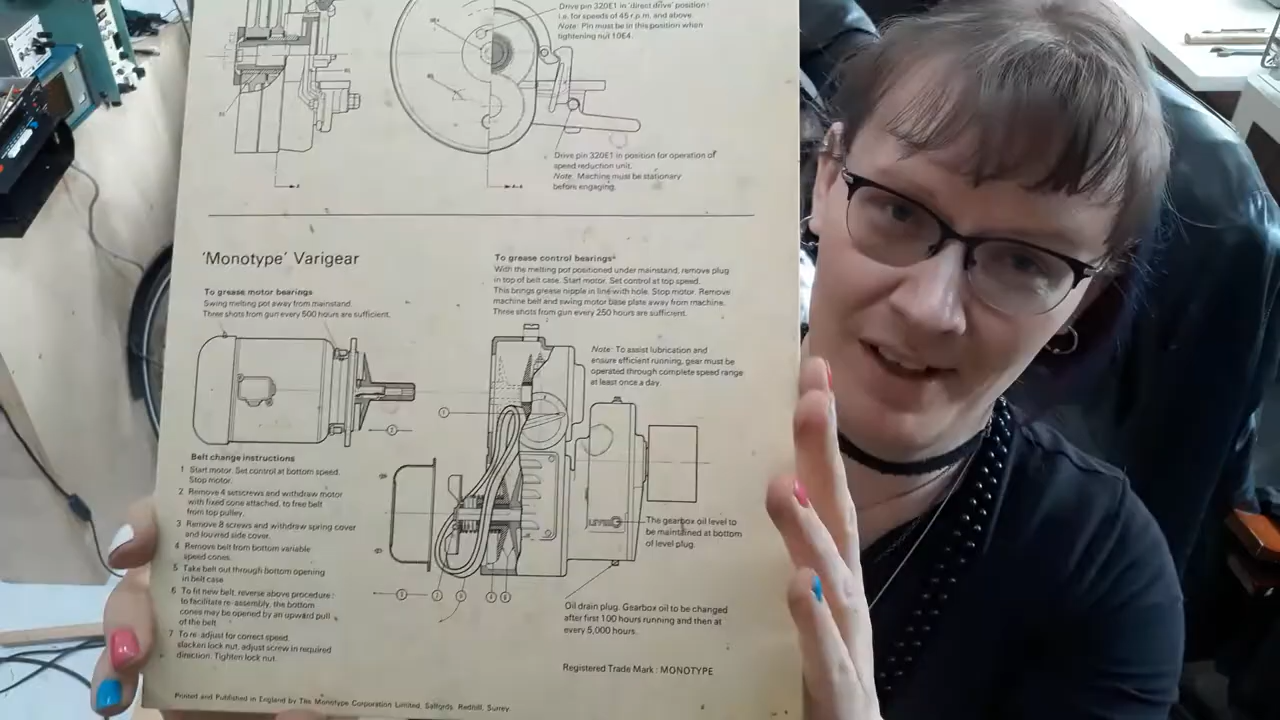 Drive pin 320E1 in 'direct drive' position:
i.e. for speeds of 45 r.p.m. and above.
Note: Pin must be in this position when
tightening nut 10E4.
Drive pin 320E1 in position for operation of
speed reduction unit.
Note: Machine must be stationary
before engaging.
'Monotype' Varigear
To grease motor bearings
Swing melting pot away from mainstand.
Three shots from gun every 500 hours are sufficient.
To grease control bearings
With the melting pot positioned under mainstand, remove plug
in top of belt case. Start motor. Set control at top speed.
This brings grease nipple in line with hole. Stop motor. Remove
machine belt and swing motor base plate away from machine.
Three shots from gun every 250 hours are sufficient.
Note: To assist lubrication and
ensure efficient running, gear must be
operated through complete speed range
at least once a day.
Belt change instructions
1 Start motor. Set control at bottom speed.
Stop motor.
2 Remove 4 setscrews and withdraw motor
with fixed cone attached, to free belt
from top pulley.
3 Remove 8 screws and withdraw spring cover
and louvred side cover.
4 Remove belt from bottom variable
speed cones.
5 Take belt out through bottom opening
in belt case
6 To fit new belt, reverse above procedure:
to facilitate re-assembly, the bottom
cones may be opened by an upward pull
of the belt.
7 To re-adjust for correct speed,
slacken lock nut, adjust screw in required
direction. Tighten lock nut.
The gearbox oil level to
be maintained at bottom
of level plug.
Oil drain plug. Gearbox oil to be changed
after first 100 hours running and then at
every 5,000 hours.
Registered Trade Mark: MONOTYPE
Printed and Published in England by The Monotype Corporation Limited, Salfords, Redhill, Surrey.